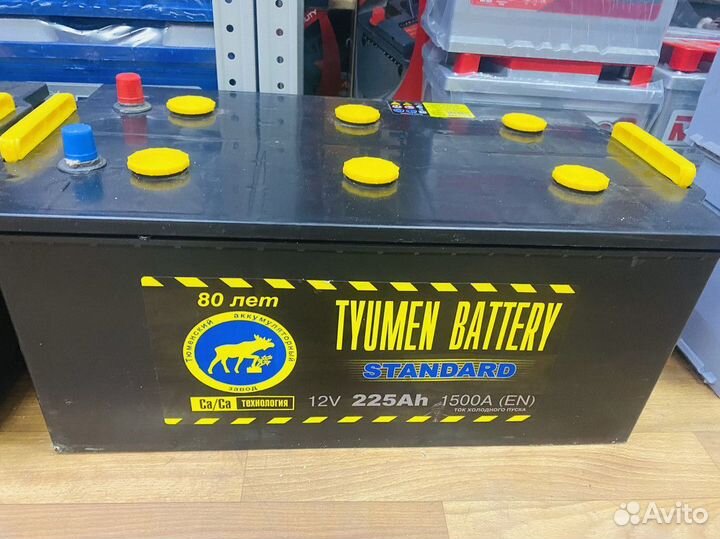 80 лет
Тюменский аккумуляторный
завод
Ca/Ca технология
TYUMEN BATTERY
STANDARD
12V 225Ah 1500A (EN)
ток холодного пуска
Avito